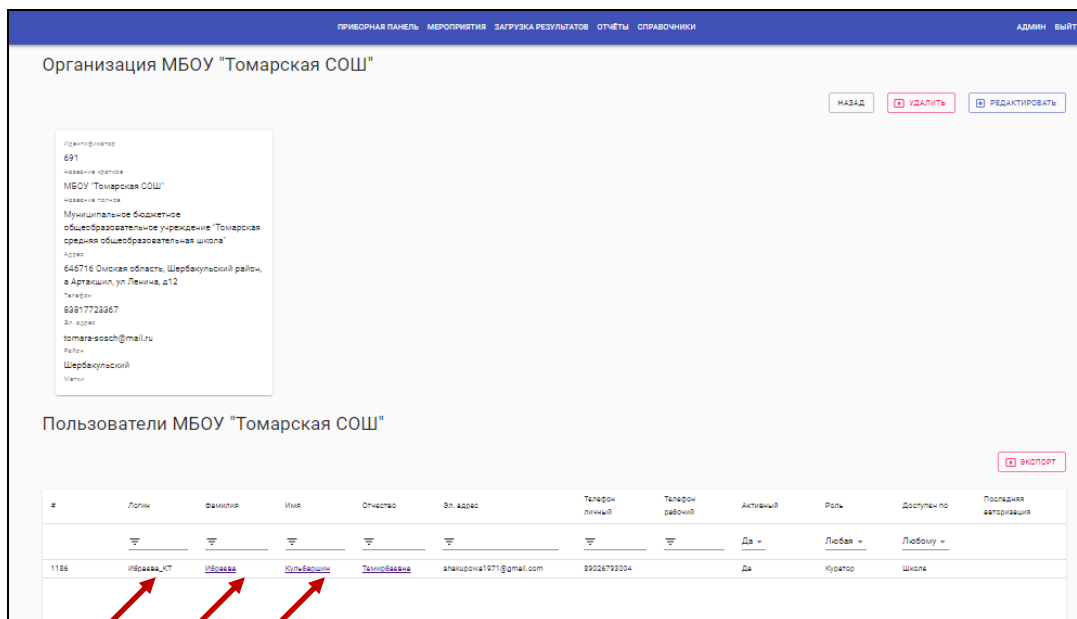 ПРИБОРНАЯ ПАНЕЛЬ МЕРОПРИЯТИЯ ЗАГРУЗКА РЕЗУЛЬТАТОВ ОТЧЁТЫ СПРАВОЧНИКИ АДМИН ВЫЙТ
Организация МБОУ "Томарская СОШ"
НАЗАД УДАЛИТЬ РЕДАКТИРОВАТЬ
Идентификатор
691
Название краткое
МБОУ "Томарская СОШ"
Название полное
Муниципальное бюджетное
общеобразовательное учреждение "Томарская
средняя общеобразовательная школа"
Адрес
646716 Омская область, Шербакульский район,
а Артакшил, ул Ленина, д12
Телефон
83817723367
Эл. адрес
tomara-sosch@mail.ru
Район
Шербакульский
Метки
Пользователи МБОУ "Томарская СОШ"
ЭКСПОРТ
# Логин Фамилия Имя Отчество Эл. адрес Телефон личный Телефон рабочий Активный Роль Доступен по Последняя авторизация
Да Любая Любому
1186 Ибраева_КТ Ибраева Кульбаршин Темирбаевна shakupowa1971@gmail.com 89026793004 Да Куратор Школе